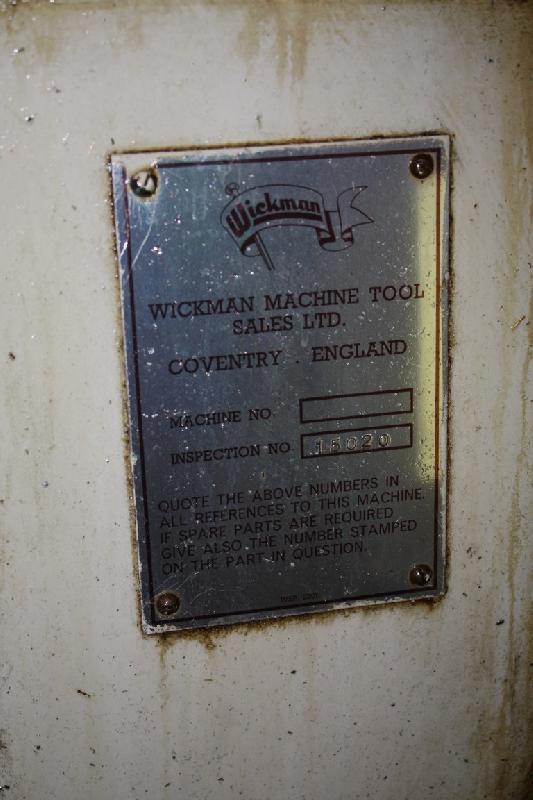 Wickman
WICKMAN MACHINE TOOL
SALES LTD.
COVENTRY . ENGLAND
MACHINE NO
INSPECTION NO 15020
QUOTE THE ABOVE NUMBERS IN
ALL REFERENCES TO THIS MACHINE.
IF SPARE PARTS ARE REQUIRED
GIVE ALSO THE NUMBER STAMPED
ON THE PART IN QUESTION.